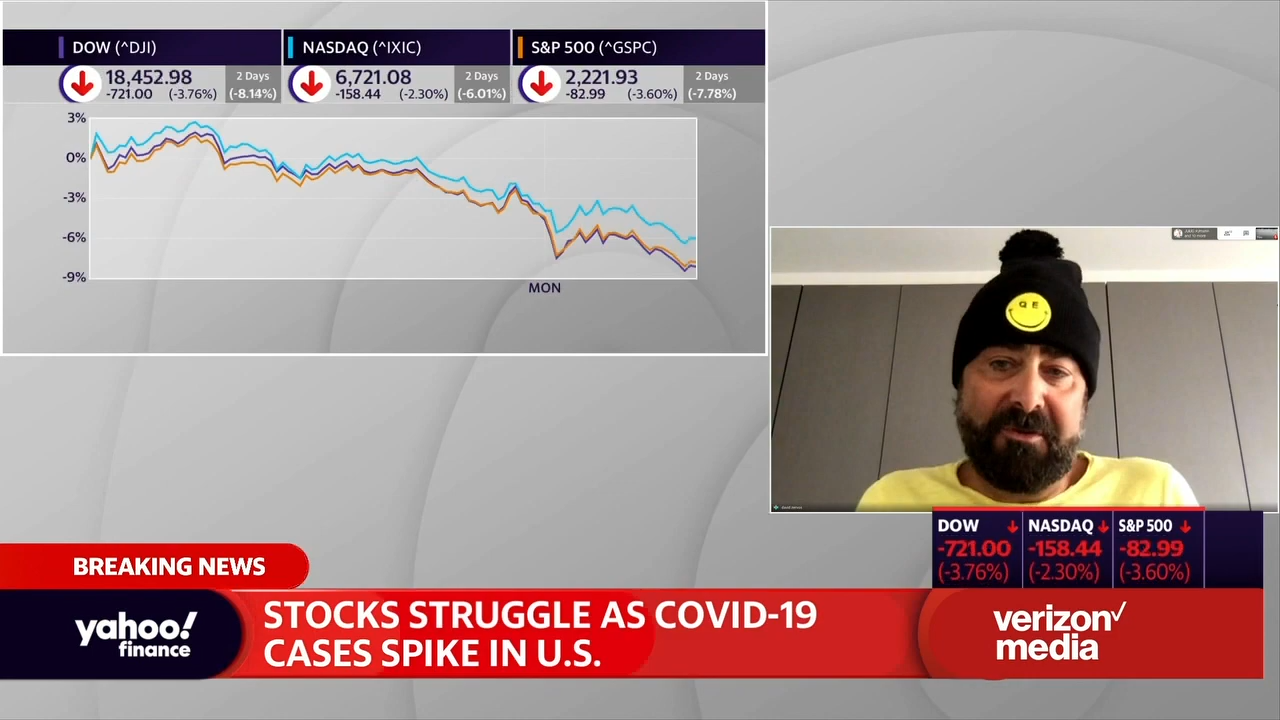 DOW (^DJI)
18,452.98
-721.00 (-3.76%)
2 Days
(-8.14%)
NASDAQ (^IXIC)
6,721.08
-158.44 (-2.30%)
2 Days
(-6.01%)
S&P 500 (^GSPC)
2,221.93
-82.99 (-3.60%)
2 Days
(-7.78%)
3%
0%
-3%
-6%
-9%
MON
Q E
DOW
-721.00
(-3.76%)
NASDAQ
-158.44
(-2.30%)
S&P 500
-82.99
(-3.60%)
BREAKING NEWS
yahoo!
finance
STOCKS STRUGGLE AS COVID-19
CASES SPIKE IN U.S.
verizon
media